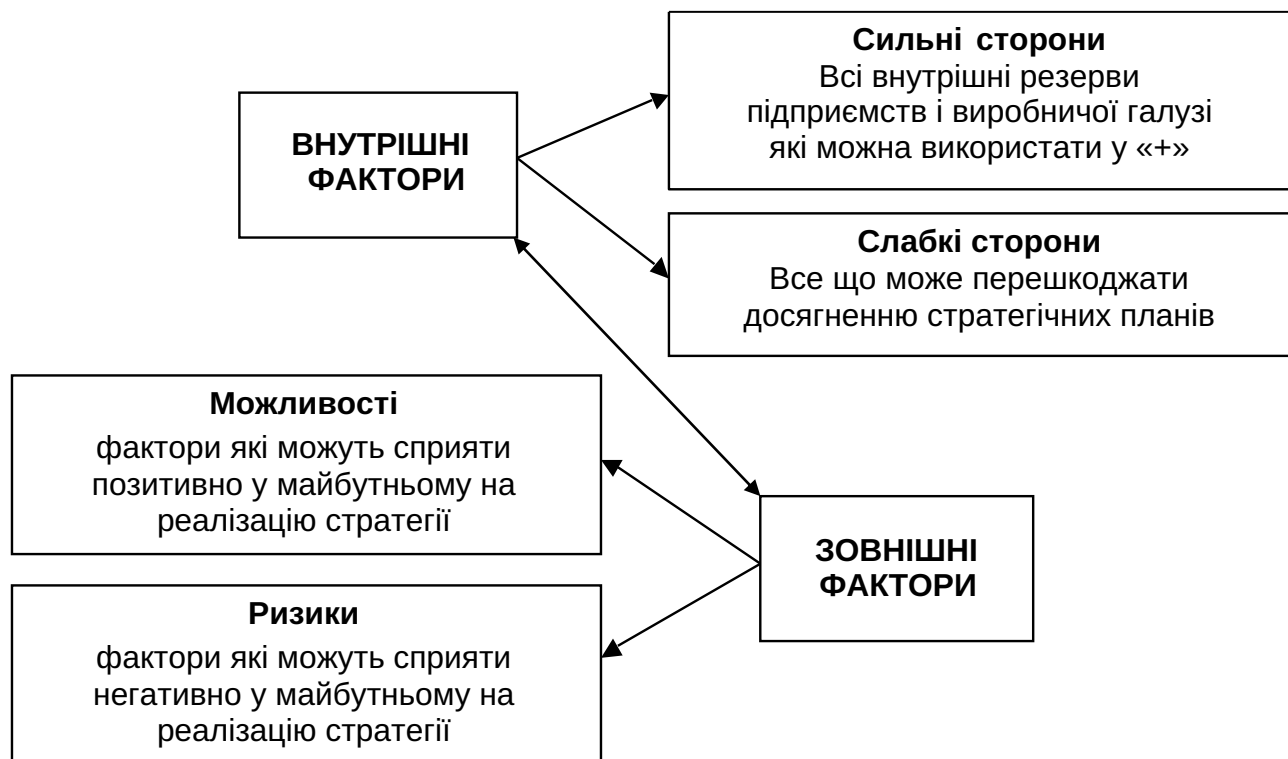 Сильні сторони
Всі внутрішні резерви
підприємств і виробничої галузі
які можна використати у «+»
ВНУТРІШНІ
ФАКТОРИ
Слабкі сторони
Все що може перешкоджати
досягненню стратегічних планів
Можливості
фактори які можуть сприяти
позитивно у майбутньому на
реалізацію стратегії
ЗОВНІШНІ
ФАКТОРИ
Ризики
фактори які можуть сприяти
негативно у майбутньому на
реалізацію стратегії